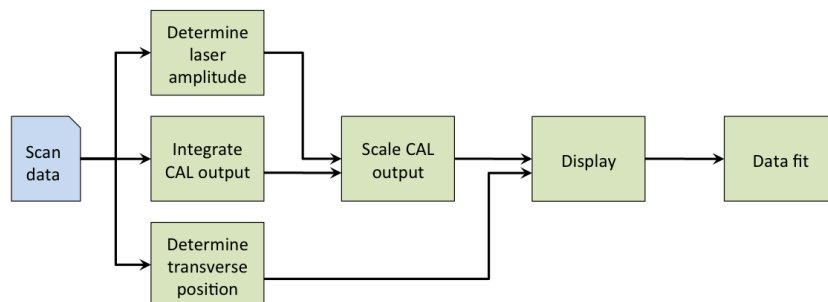 Determine
laser
amplitude
Scan
data
Integrate
CAL output
Scale CAL
output
Display
Data fit
Determine
transverse
position